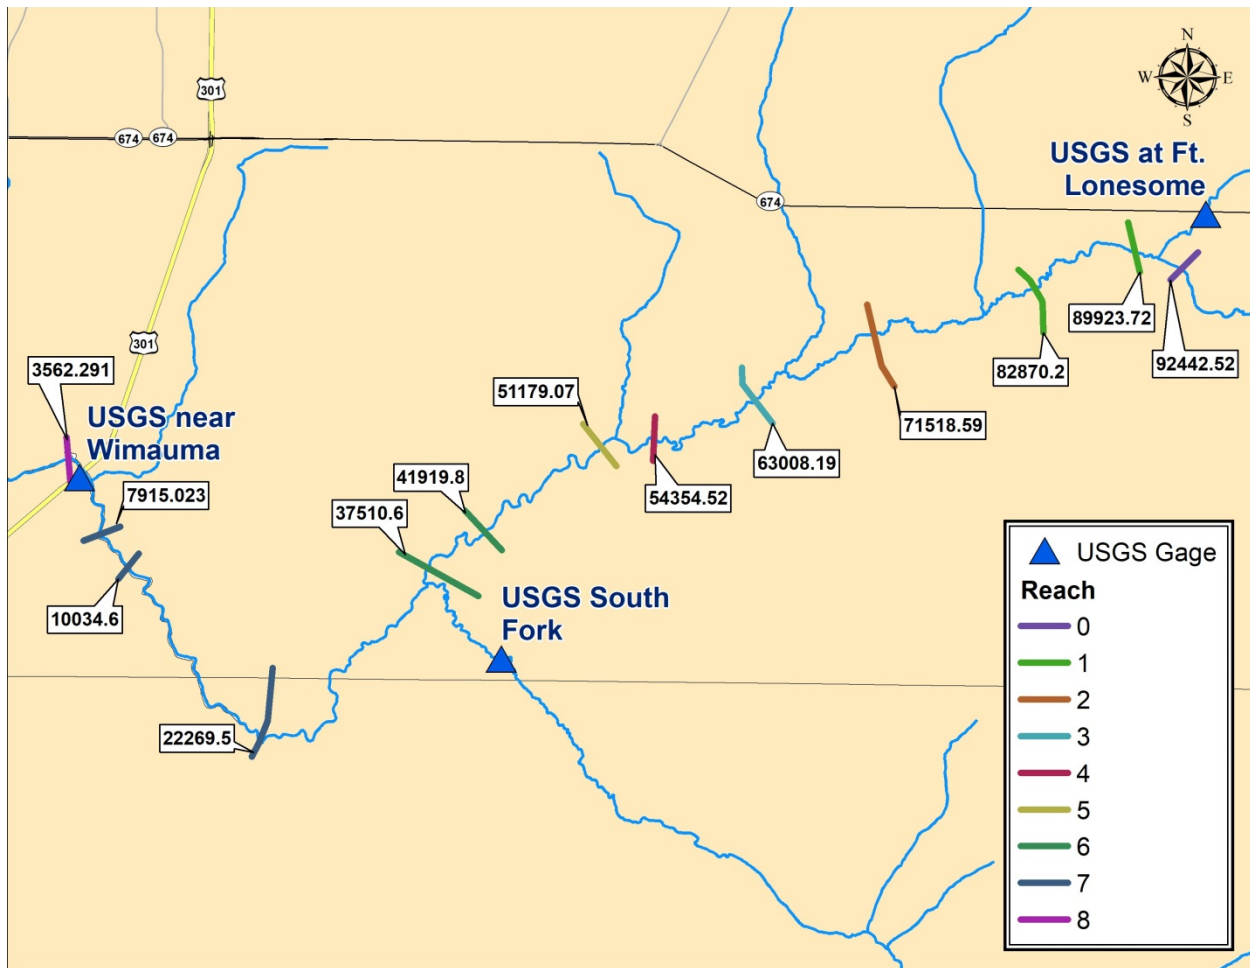 N
W
E
S
301
674
674
USGS at Ft.
Lonesome
674
89923.72
92442.52
82870.2
301
3562.291
USGS near
Wimauma
51179.07
71518.59
63008.19
7915.023
41919.8
54354.52
37510.6
10034.6
USGS South
Fork
22269.5
USGS Gage
Reach
0
1
2
3
4
5
6
7
8